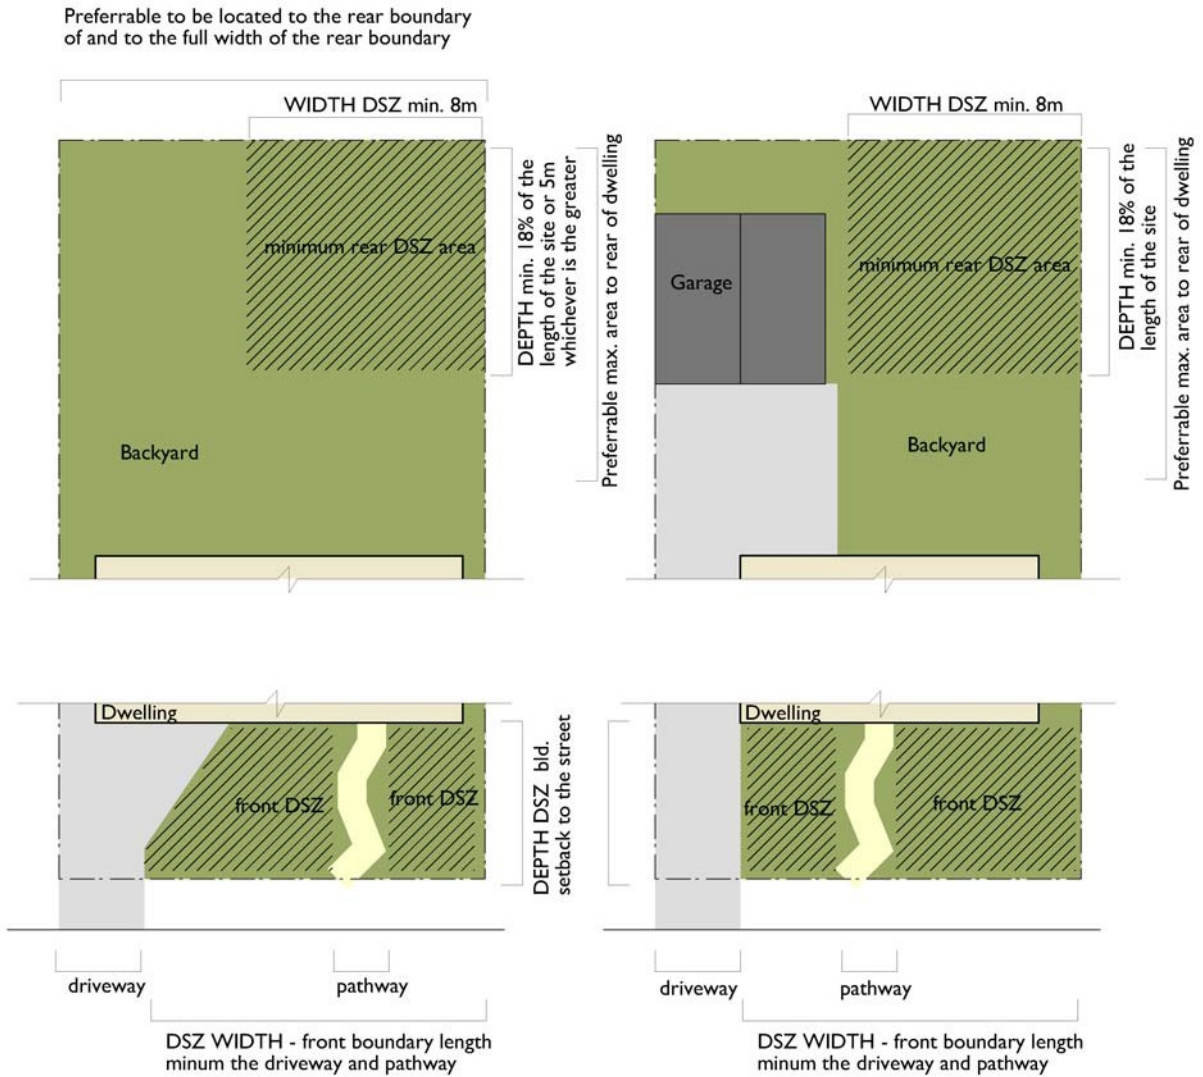 Preferrable to be located to the rear boundary
of and to the full width of the rear boundary
WIDTH DSZ min. 8m
minimum rear DSZ area
DEPTH min. 18% of the
length of the site or 5m
whichever is the greater
Preferrable max. area to rear of dwelling
Backyard
WIDTH DSZ min. 8m
Garage
minimum rear DSZ area
DEPTH min. 18% of the
length of the site
Preferrable max. area to rear of dwelling
Backyard
Dwelling
front DSZ
front DSZ
DEPTH DSZ bld.
setback to the street
driveway
pathway
DSZ WIDTH - front boundary length
minum the driveway and pathway
Dwelling
front DSZ
front DSZ
driveway
pathway
DSZ WIDTH - front boundary length
minum the driveway and pathway